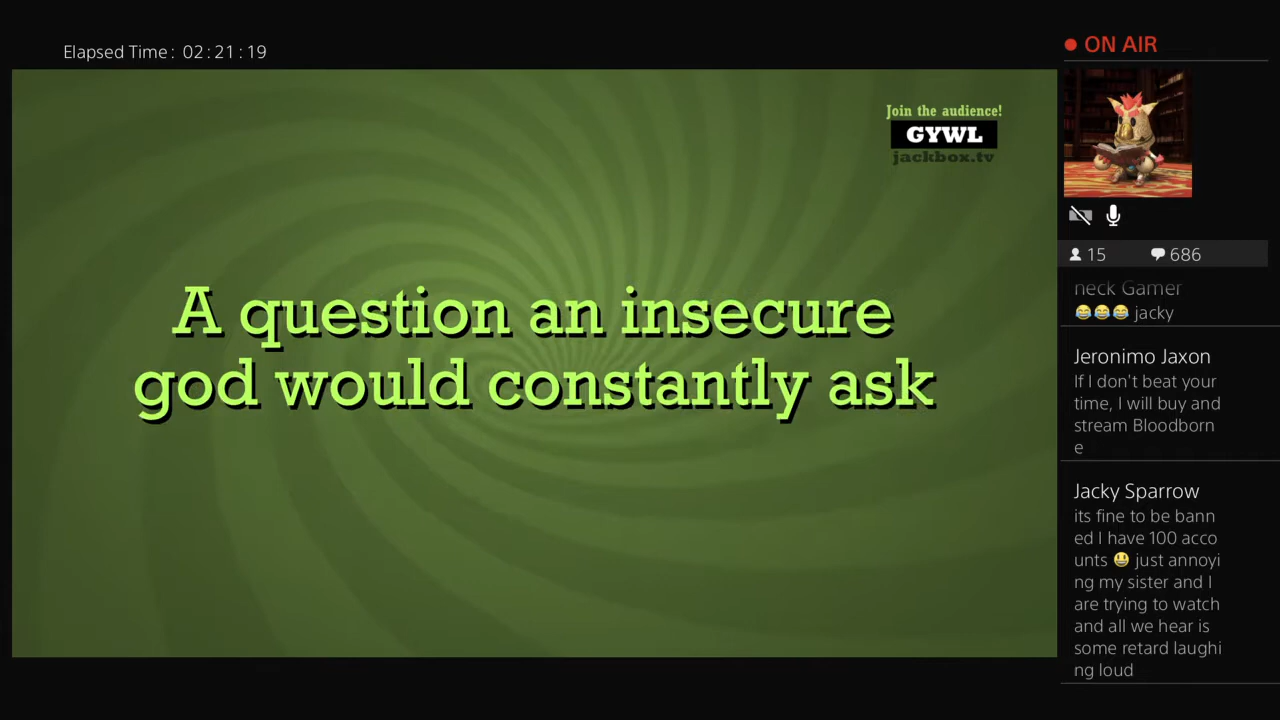 Elapsed Time: 02:21:19
ON AIR
Join the audience!
GYWL
jackbox.tv
A question an insecure
god would constantly ask
15 686
neck Gamer
😂😂😂 jacky
Jeronimo Jaxon
If I don't beat your
time, I will buy and
stream Bloodborn
e
Jacky Sparrow
its fine to be bann
ed I have 100 acco
unts 😃 just annoyi
ng my sister and I
are trying to watch
and all we hear is
some retard laughi
ng loud